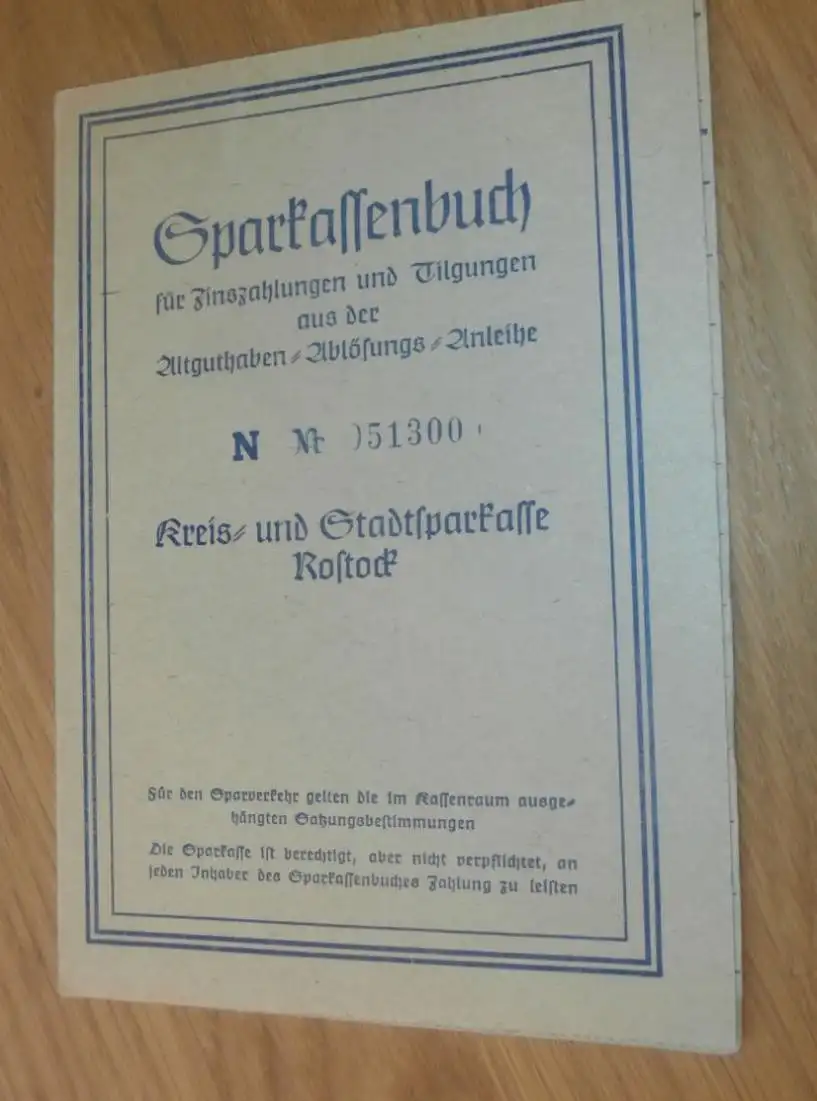 Sparkassenbuch
für Zinszahlungen und Tilgungen
aus der
Altguthaben-Ablösungs-Anleihe
N Nr 051300
Kreis- und Stadtsparkasse
Rostock
Für den Sparverkehr gelten die im Kassenraum ausge-
hängten Satzungsbestimmungen
Die Sparkasse ist berechtigt, aber nicht verpflichtet, an
jeden Inhaber des Sparkassenbuches Zahlung zu leisten